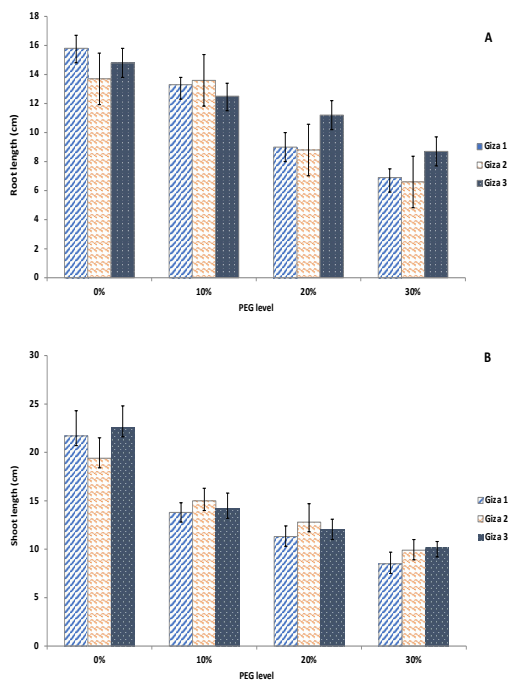 A
Root length (cm)
18
16
14
12
10
8
6
4
2
0
0% 10% 20% 30%
PEG level
Giza 1
Giza 2
Giza 3
B
Shoot length (cm)
30
25
20
15
10
5
0
0% 10% 20% 30%
PEG level
Giza 1
Giza 2
Giza 3